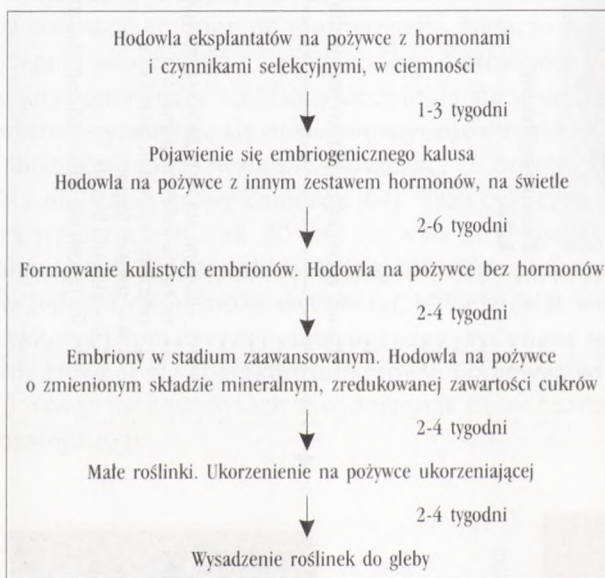 Hodowla eksplantatów na pożywce z hormonami
i czynnikami selekcyjnymi, w ciemności
1-3 tygodni
Pojawienie się embriogenicznego kalusa
Hodowla na pożywce z innym zestawem hormonów, na świetle
2-6 tygodni
Formowanie kulistych embrionów. Hodowla na pożywce bez hormonów
2-4 tygodni
Embriony w stadium zaawansowanym. Hodowla na pożywce
o zmienionym składzie mineralnym, zredukowanej zawartości cukrów
2-4 tygodni
Małe roślinki. Ukorzenienie na pożywce ukorzeniającej
2-4 tygodni
Wysadzenie roślinek do gleby